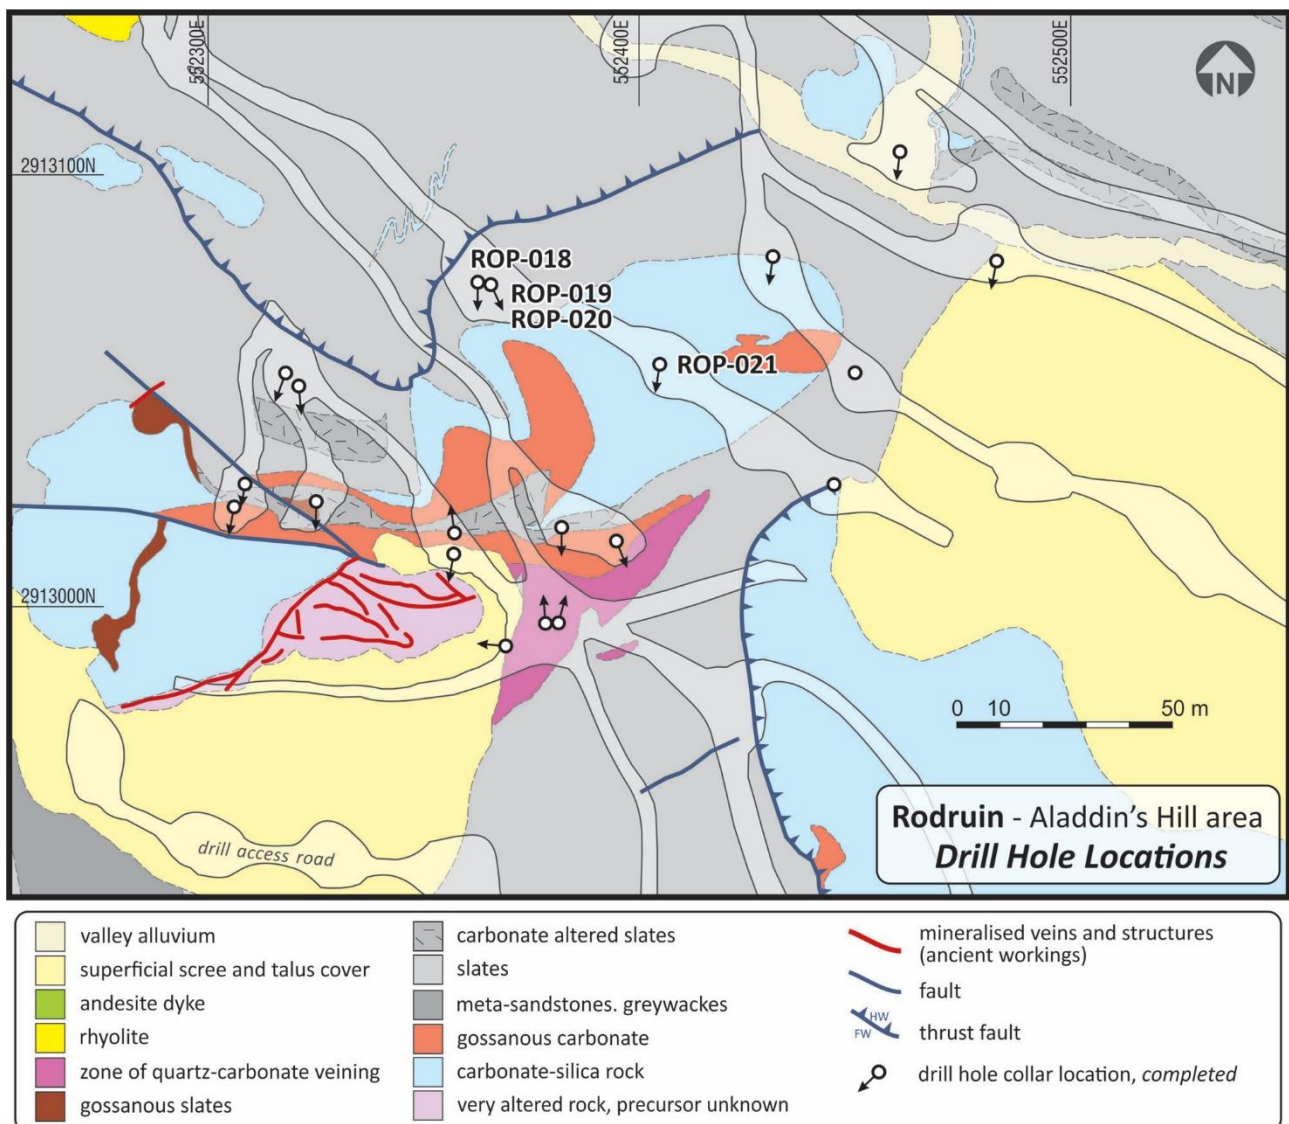 552300E
552400E
552500E
N
2913100N
ROP-018
ROP-019
ROP-020
ROP-021
2913000N
0 10 50 m
drill access road
Rodruin - Aladdin's Hill area
Drill Hole Locations
valley alluvium
superficial scree and talus cover
andesite dyke
rhyolite
zone of quartz-carbonate veining
gossanous slates
carbonate altered slates
slates
meta-sandstones. greywackes
gossanous carbonate
carbonate-silica rock
very altered rock, precursor unknown
mineralised veins and structures
(ancient workings)
fault
HW
FW
thrust fault
drill hole collar location, completed